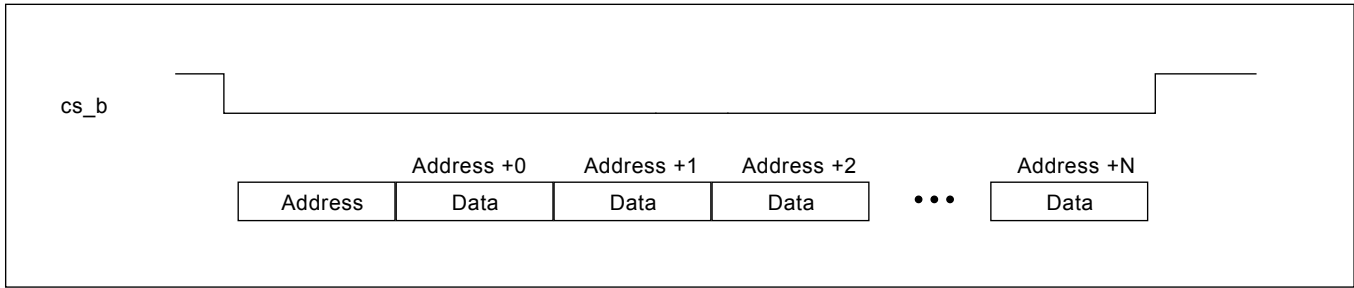 cs_b
Address +0 Address +1 Address +2 Address +N
Address Data Data Data ••• Data